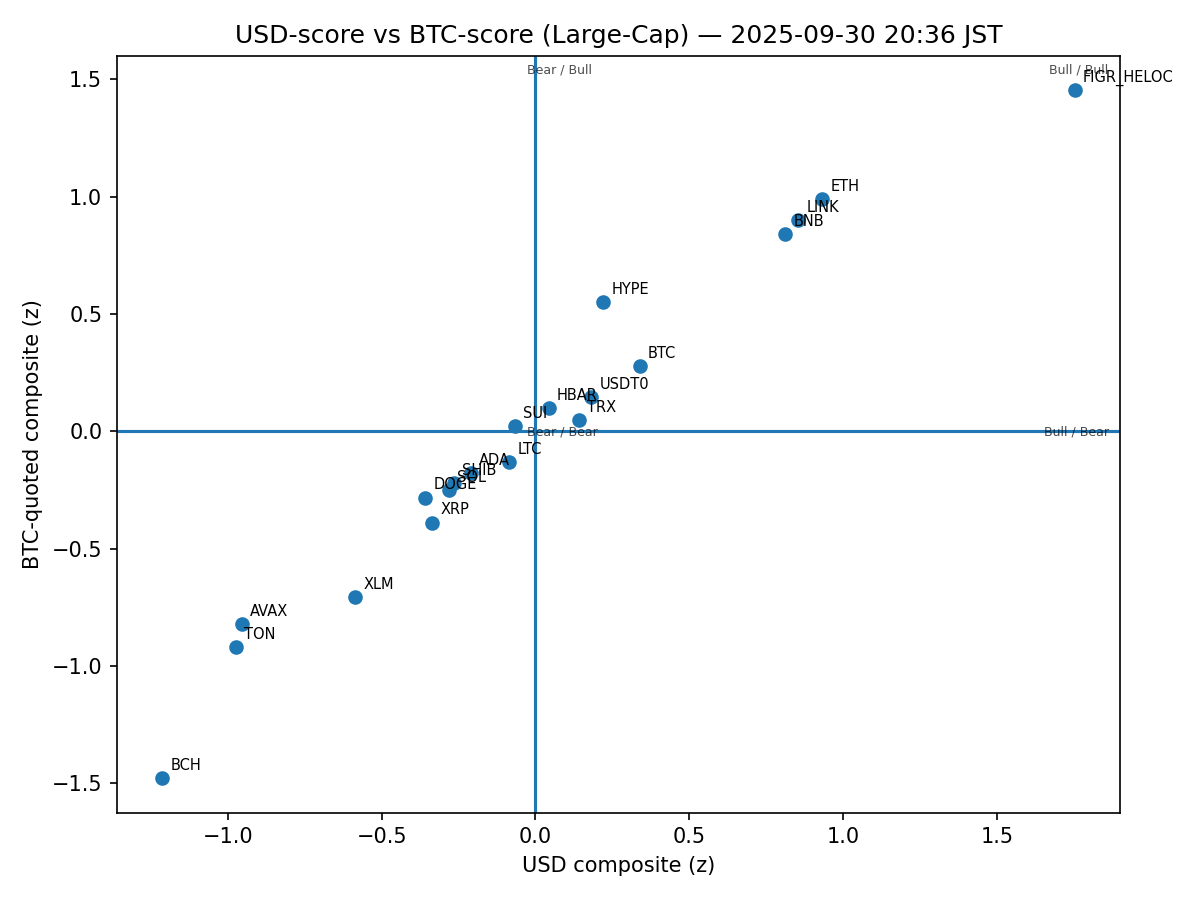 USD-score vs BTC-score (Large-Cap) — 2025-09-30 20:36 JST
Bear / Bull
Bull / Bull
FIGR_HELOC
ETH
LINK
BNB
HYPE
BTC
USDT0
HBAR
TRX
SUI
Bear / Bear
Bull / Bear
LTC
ADA
SHIB
SOL
DOGE
XRP
XLM
AVAX
TON
BCH
1.5
1.0
0.5
0.0
−0.5
−1.0
−1.5
BTC-quoted composite (z)
−1.0
−0.5
0.0
0.5
1.0
1.5
USD composite (z)